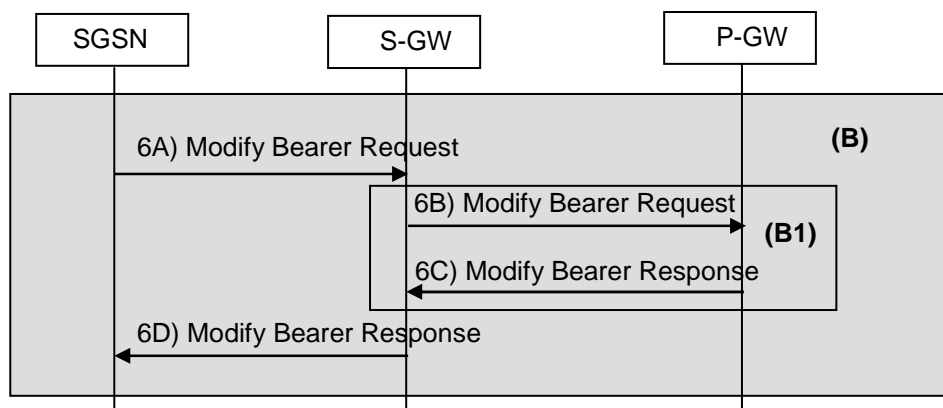 SGSN
S-GW
P-GW
(B)
6A) Modify Bearer Request
6B) Modify Bearer Request
(B1)
6C) Modify Bearer Response
6D) Modify Bearer Response